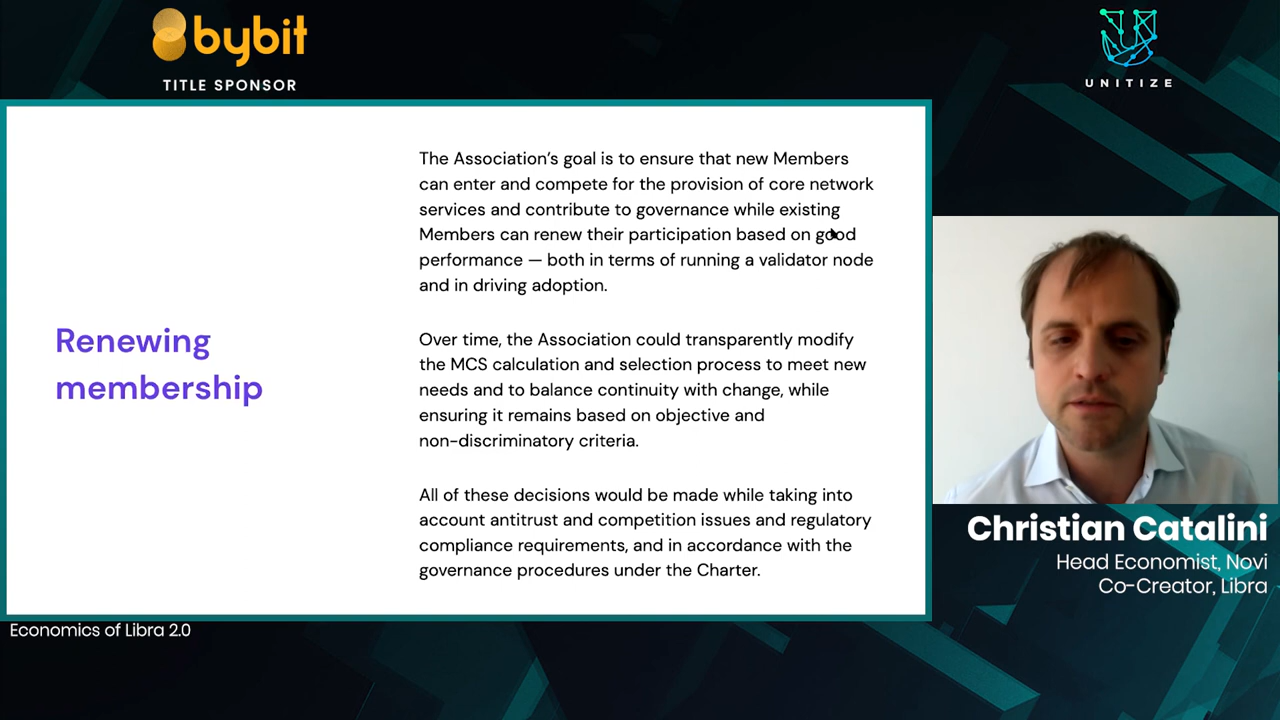 bybit
TITLE SPONSOR
UNITIZE
Renewing
membership
The Association's goal is to ensure that new Members
can enter and compete for the provision of core network
services and contribute to governance while existing
Members can renew their participation based on good
performance — both in terms of running a validator node
and in driving adoption.
Over time, the Association could transparently modify
the MCS calculation and selection process to meet new
needs and to balance continuity with change, while
ensuring it remains based on objective and
non-discriminatory criteria.
All of these decisions would be made while taking into
account antitrust and competition issues and regulatory
compliance requirements, and in accordance with the
governance procedures under the Charter.
Christian Catalini
Head Economist, Novi
Co-Creator, Libra
Economics of Libra 2.0